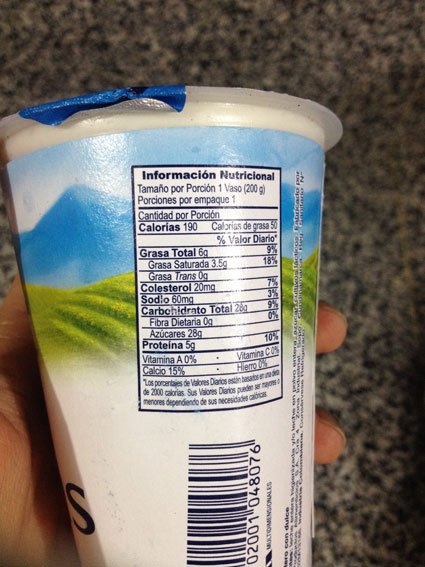 Información Nutricional
Tamaño por Porción 1 Vaso (200 g)
Porciones por empaque 1
Cantidad por Porción
Calorías 190 Calorías de grasa 50
% Valor Diario*
Grasa Total 6g 9%
Grasa Saturada 3.5g 18%
Grasa Trans 0g
Colesterol 20mg 7%
Sodio 60mg 3%
Carbohidrato Total 28g 9%
Fibra Dietaria 0g 0%
Azúcares 28g
Proteína 5g 10%
Vitamina A 0% · Vitamina C 0%
Calcio 15% · Hierro 0%
*Los porcentajes de Valores Diarios están basados en una dieta
de 2000 calorías. Sus Valores Diarios pueden ser mayores o
menores dependiendo de sus necesidades calóricas.
S
02001 048076
MULTIDIMENSIONALES